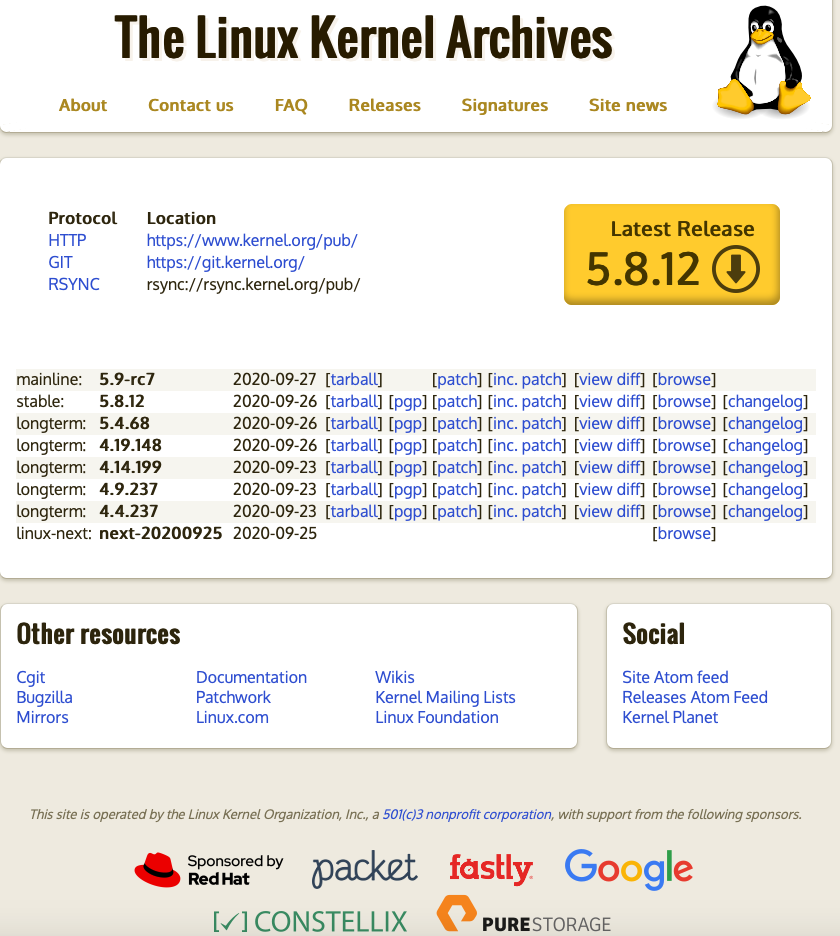 The Linux Kernel Archives
About Contact us FAQ Releases Signatures Site news
Protocol Location
HTTP https://www.kernel.org/pub/
GIT https://git.kernel.org/
RSYNC rsync://rsync.kernel.org/pub/
Latest Release
5.8.12
mainline: 5.9-rc7 2020-09-27 [tarball] [patch] [inc. patch] [view diff] [browse]
stable: 5.8.12 2020-09-26 [tarball] [pgp] [patch] [inc. patch] [view diff] [browse] [changelog]
longterm: 5.4.68 2020-09-26 [tarball] [pgp] [patch] [inc. patch] [view diff] [browse] [changelog]
longterm: 4.19.148 2020-09-26 [tarball] [pgp] [patch] [inc. patch] [view diff] [browse] [changelog]
longterm: 4.14.199 2020-09-23 [tarball] [pgp] [patch] [inc. patch] [view diff] [browse] [changelog]
longterm: 4.9.237 2020-09-23 [tarball] [pgp] [patch] [inc. patch] [view diff] [browse] [changelog]
longterm: 4.4.237 2020-09-23 [tarball] [pgp] [patch] [inc. patch] [view diff] [browse] [changelog]
linux-next: next-20200925 2020-09-25 [browse]
Other resources
Cgit Documentation Wikis
Bugzilla Patchwork Kernel Mailing Lists
Mirrors Linux.com Linux Foundation
Social
Site Atom feed
Releases Atom Feed
Kernel Planet
This site is operated by the Linux Kernel Organization, Inc., a 501(c)3 nonprofit corporation, with support from the following sponsors.
Sponsored by
Red Hat
packet
fastly
Google
CONSTELLIX
PURESTORAGE